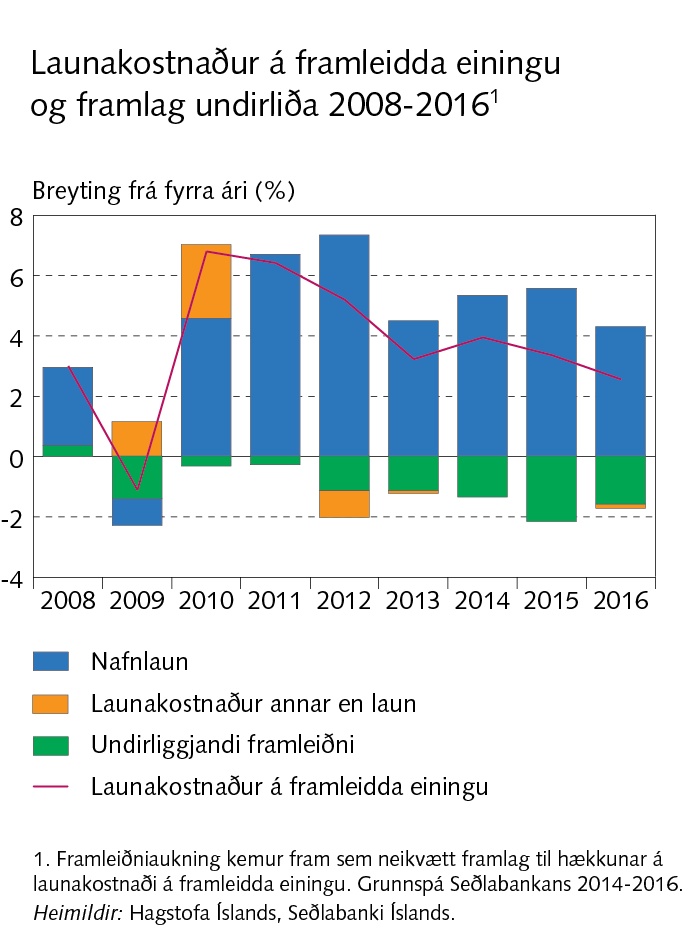 Launakostnaður á framleidda einingu
og framlag undirliða 2008-2016¹
Breyting frá fyrra ári (%)
8
6
4
2
0
-2
-4
2008 2009 2010 2011 2012 2013 2014 2015 2016
Nafnlaun
Launakostnaður annar en laun
Undirliggjandi framleiðni
Launakostnaður á framleidda einingu
1. Framleiðniaukning kemur fram sem neikvætt framlag til hækkunar á
launakostnaði á framleidda einingu. Grunnspá Seðlabankans 2014-2016.
Heimildir: Hagstofa Íslands, Seðlabanki Íslands.